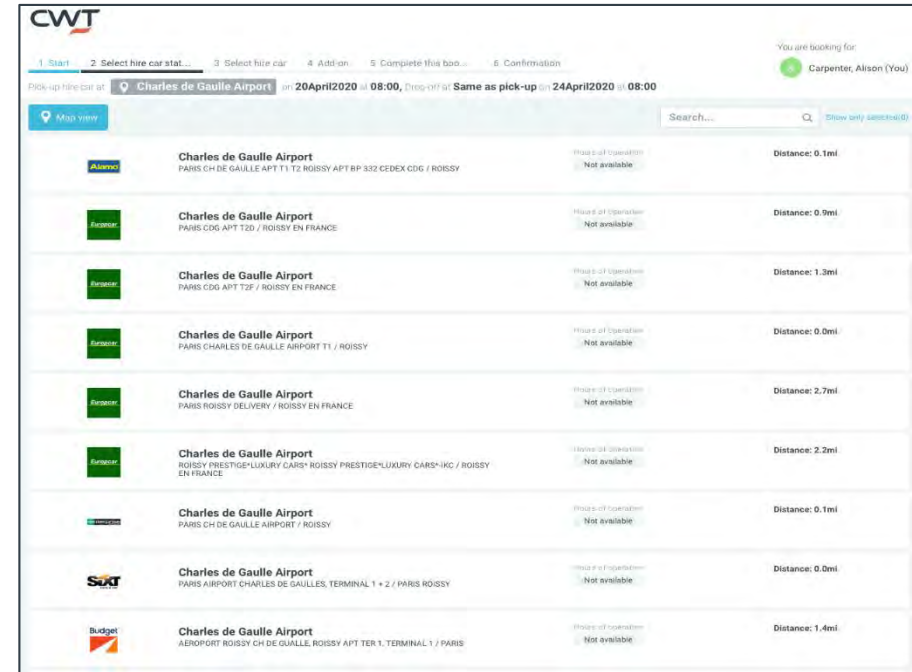 CWT
You are booking for:
1 Start 2 Select hire car stat... 3 Select hire car 4 Add-on 5 Complete this boo... 6 Confirmation
Carpenter, Alison (You)
Pick-up hire car at Charles de Gaulle Airport on 20April2020 at 08:00, Drop-off at Same as pick-up on 24April2020 at 08:00
Map view Search... Show only selected(0)
Alamo
Charles de Gaulle Airport
PARIS CH DE GAULLE APT T1 T2 ROISSY APT BP 332 CEDEX CDG / ROISSY
Hours of operation
Not available
Distance: 0.1mi
Europcar
Charles de Gaulle Airport
PARIS CDG APT T2D / ROISSY EN FRANCE
Hours of operation
Not available
Distance: 0.9mi
Europcar
Charles de Gaulle Airport
PARIS CDG APT T2F / ROISSY EN FRANCE
Hours of operation
Not available
Distance: 1.3mi
Europcar
Charles de Gaulle Airport
PARIS CHARLES DE GAULLE AIRPORT T1 / ROISSY
Hours of operation
Not available
Distance: 0.0mi
Europcar
Charles de Gaulle Airport
PARIS ROISSY DELIVERY / ROISSY EN FRANCE
Hours of operation
Not available
Distance: 2.7mi
Europcar
Charles de Gaulle Airport
ROISSY PRESTIGE*LUXURY CARS* ROISSY PRESTIGE*LUXURY CARS*-IKC / ROISSY
EN FRANCE
Hours of operation
Not available
Distance: 2.2mi
Charles de Gaulle Airport
PARIS CH DE GAULLE AIRPORT / ROISSY
Hours of operation
Not available
Distance: 0.1mi
SIXT
Charles de Gaulle Airport
PARIS AIRPORT CHARLES DE GAULLES, TERMINAL 1 + 2 / PARIS ROISSY
Hours of operation
Not available
Distance: 0.0mi
Budget
Charles de Gaulle Airport
AEROPORT ROISSY CH DE GUALLE, ROISSY APT TER 1, TERMINAL 1 / PARIS
Hours of operation
Not available
Distance: 1.4mi